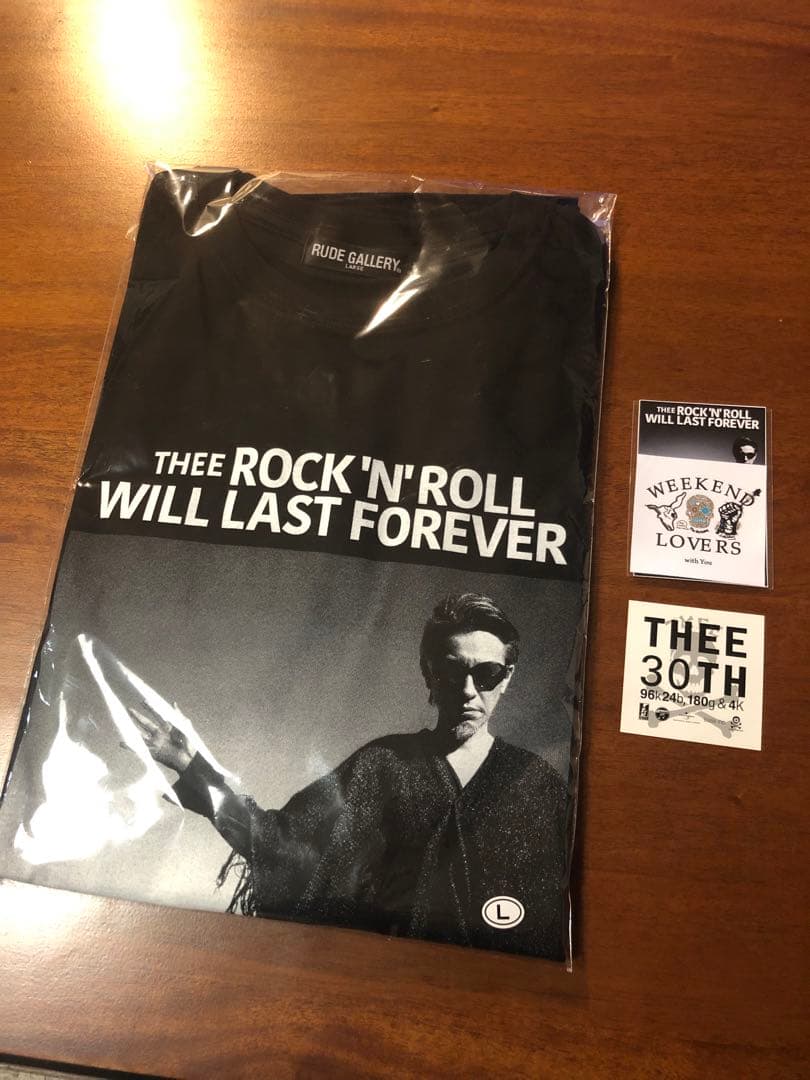 RUDE GALLERY
LARGE
THEE ROCK 'N' ROLL
WILL LAST FOREVER
L
THEE ROCK 'N' ROLL
WILL LAST FOREVER
WEEKEND
LOVERS
with You
THEE
30TH
96k24b, 180g & 4K